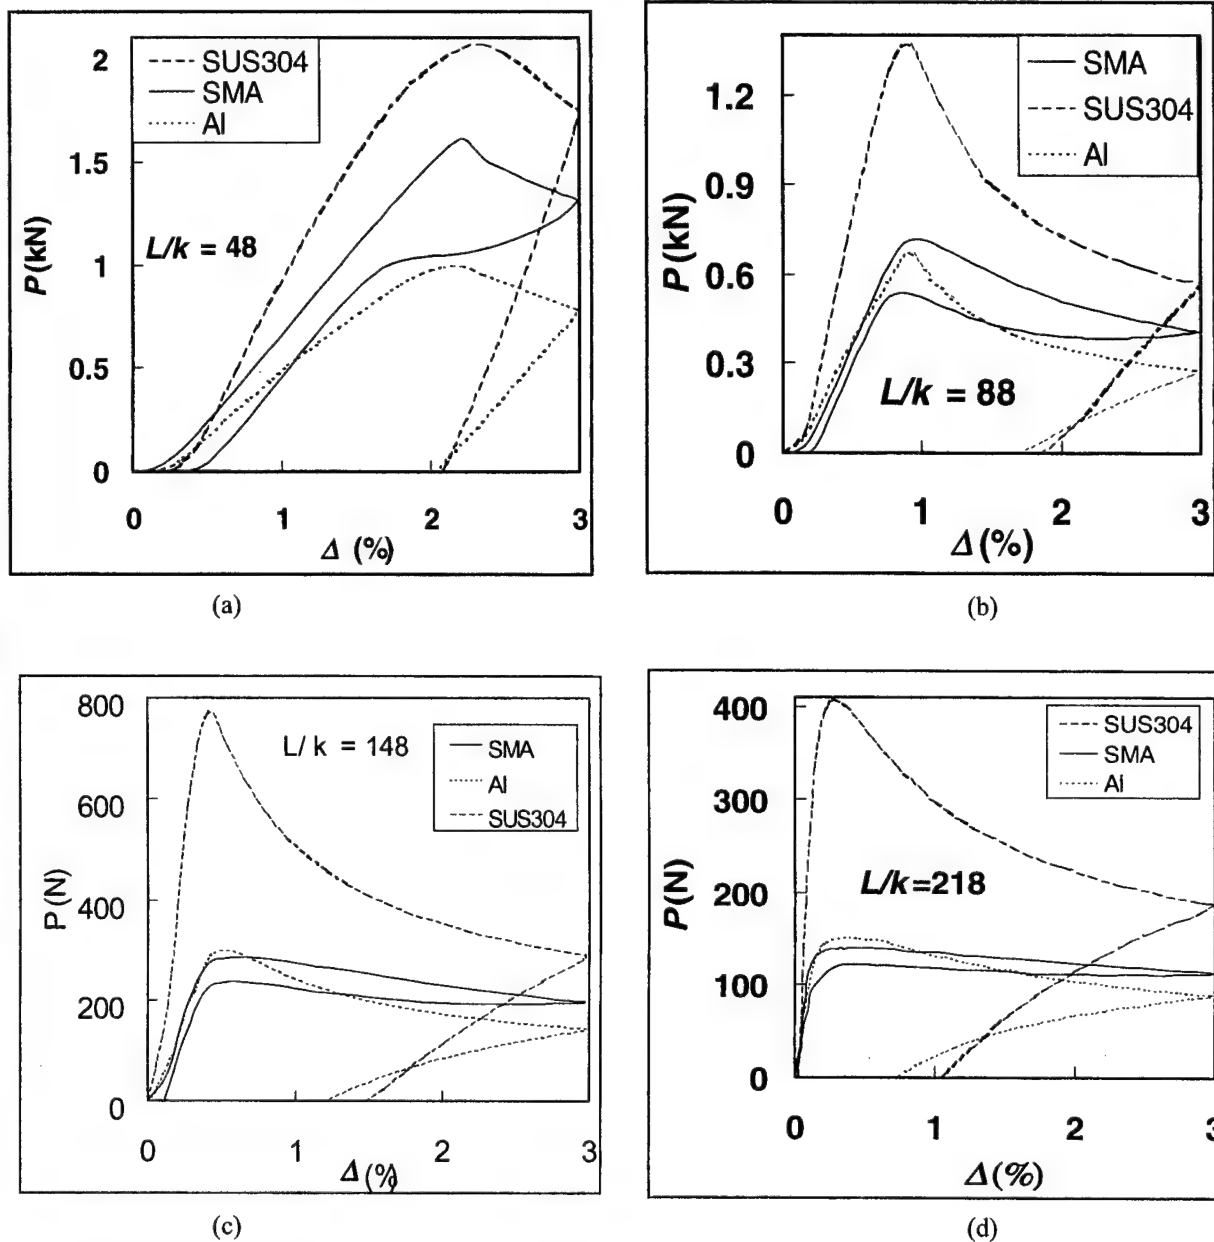 2
1.5
1
0.5
0
P(kN)
SUS304
SMA
Al
L/k = 48
0 1 2 3
Δ (%)
(a)
1.2
0.9
0.6
0.3
0
P(kN)
SMA
SUS304
Al
L/k = 88
0 1 2 3
Δ(%)
(b)
800
600
400
200
0
P(N)
L/ k = 148
SMA
Al
SUS304
0 1 2 3
Δ(%)
(c)
400
300
200
100
0
P(N)
SUS304
SMA
Al
L/k=218
0 1 2 3
Δ(%)
(d)